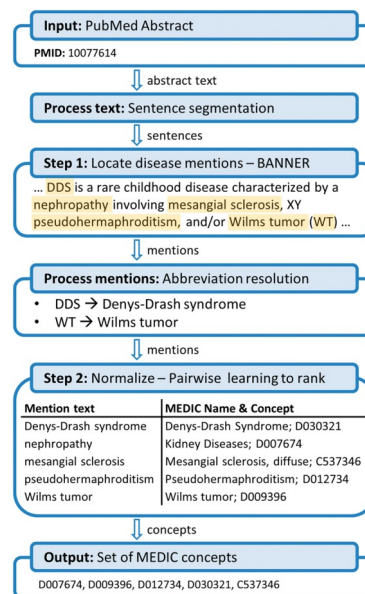 Input: PubMed Abstract
PMID: 10077614
abstract text
Process text: Sentence segmentation
sentences
Step 1: Locate disease mentions – BANNER
... DDS is a rare childhood disease characterized by a
nephropathy involving mesangial sclerosis, XY
pseudohermaphroditism, and/or Wilms tumor (WT) ...
mentions
Process mentions: Abbreviation resolution
• DDS → Denys-Drash syndrome
• WT → Wilms tumor
mentions
Step 2: Normalize – Pairwise learning to rank
Mention text MEDIC Name & Concept
Denys-Drash syndrome Denys-Drash Syndrome; D030321
nephropathy Kidney Diseases; D007674
mesangial sclerosis Mesangial sclerosis, diffuse; C537346
pseudohermaphroditism Pseudohermaphroditism; D012734
Wilms tumor Wilms tumor; D009396
concepts
Output: Set of MEDIC concepts
D007674, D009396, D012734, D030321, C537346